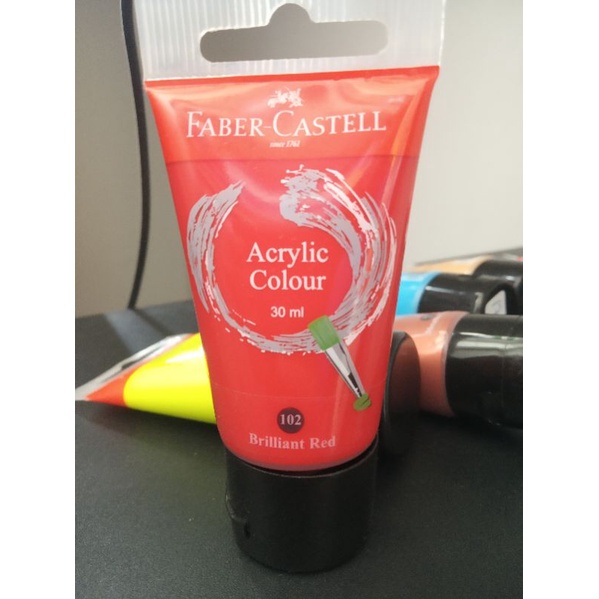 FABER-CASTELL
since 1761
Acrylic
Colour
30 ml
102
Brilliant Red